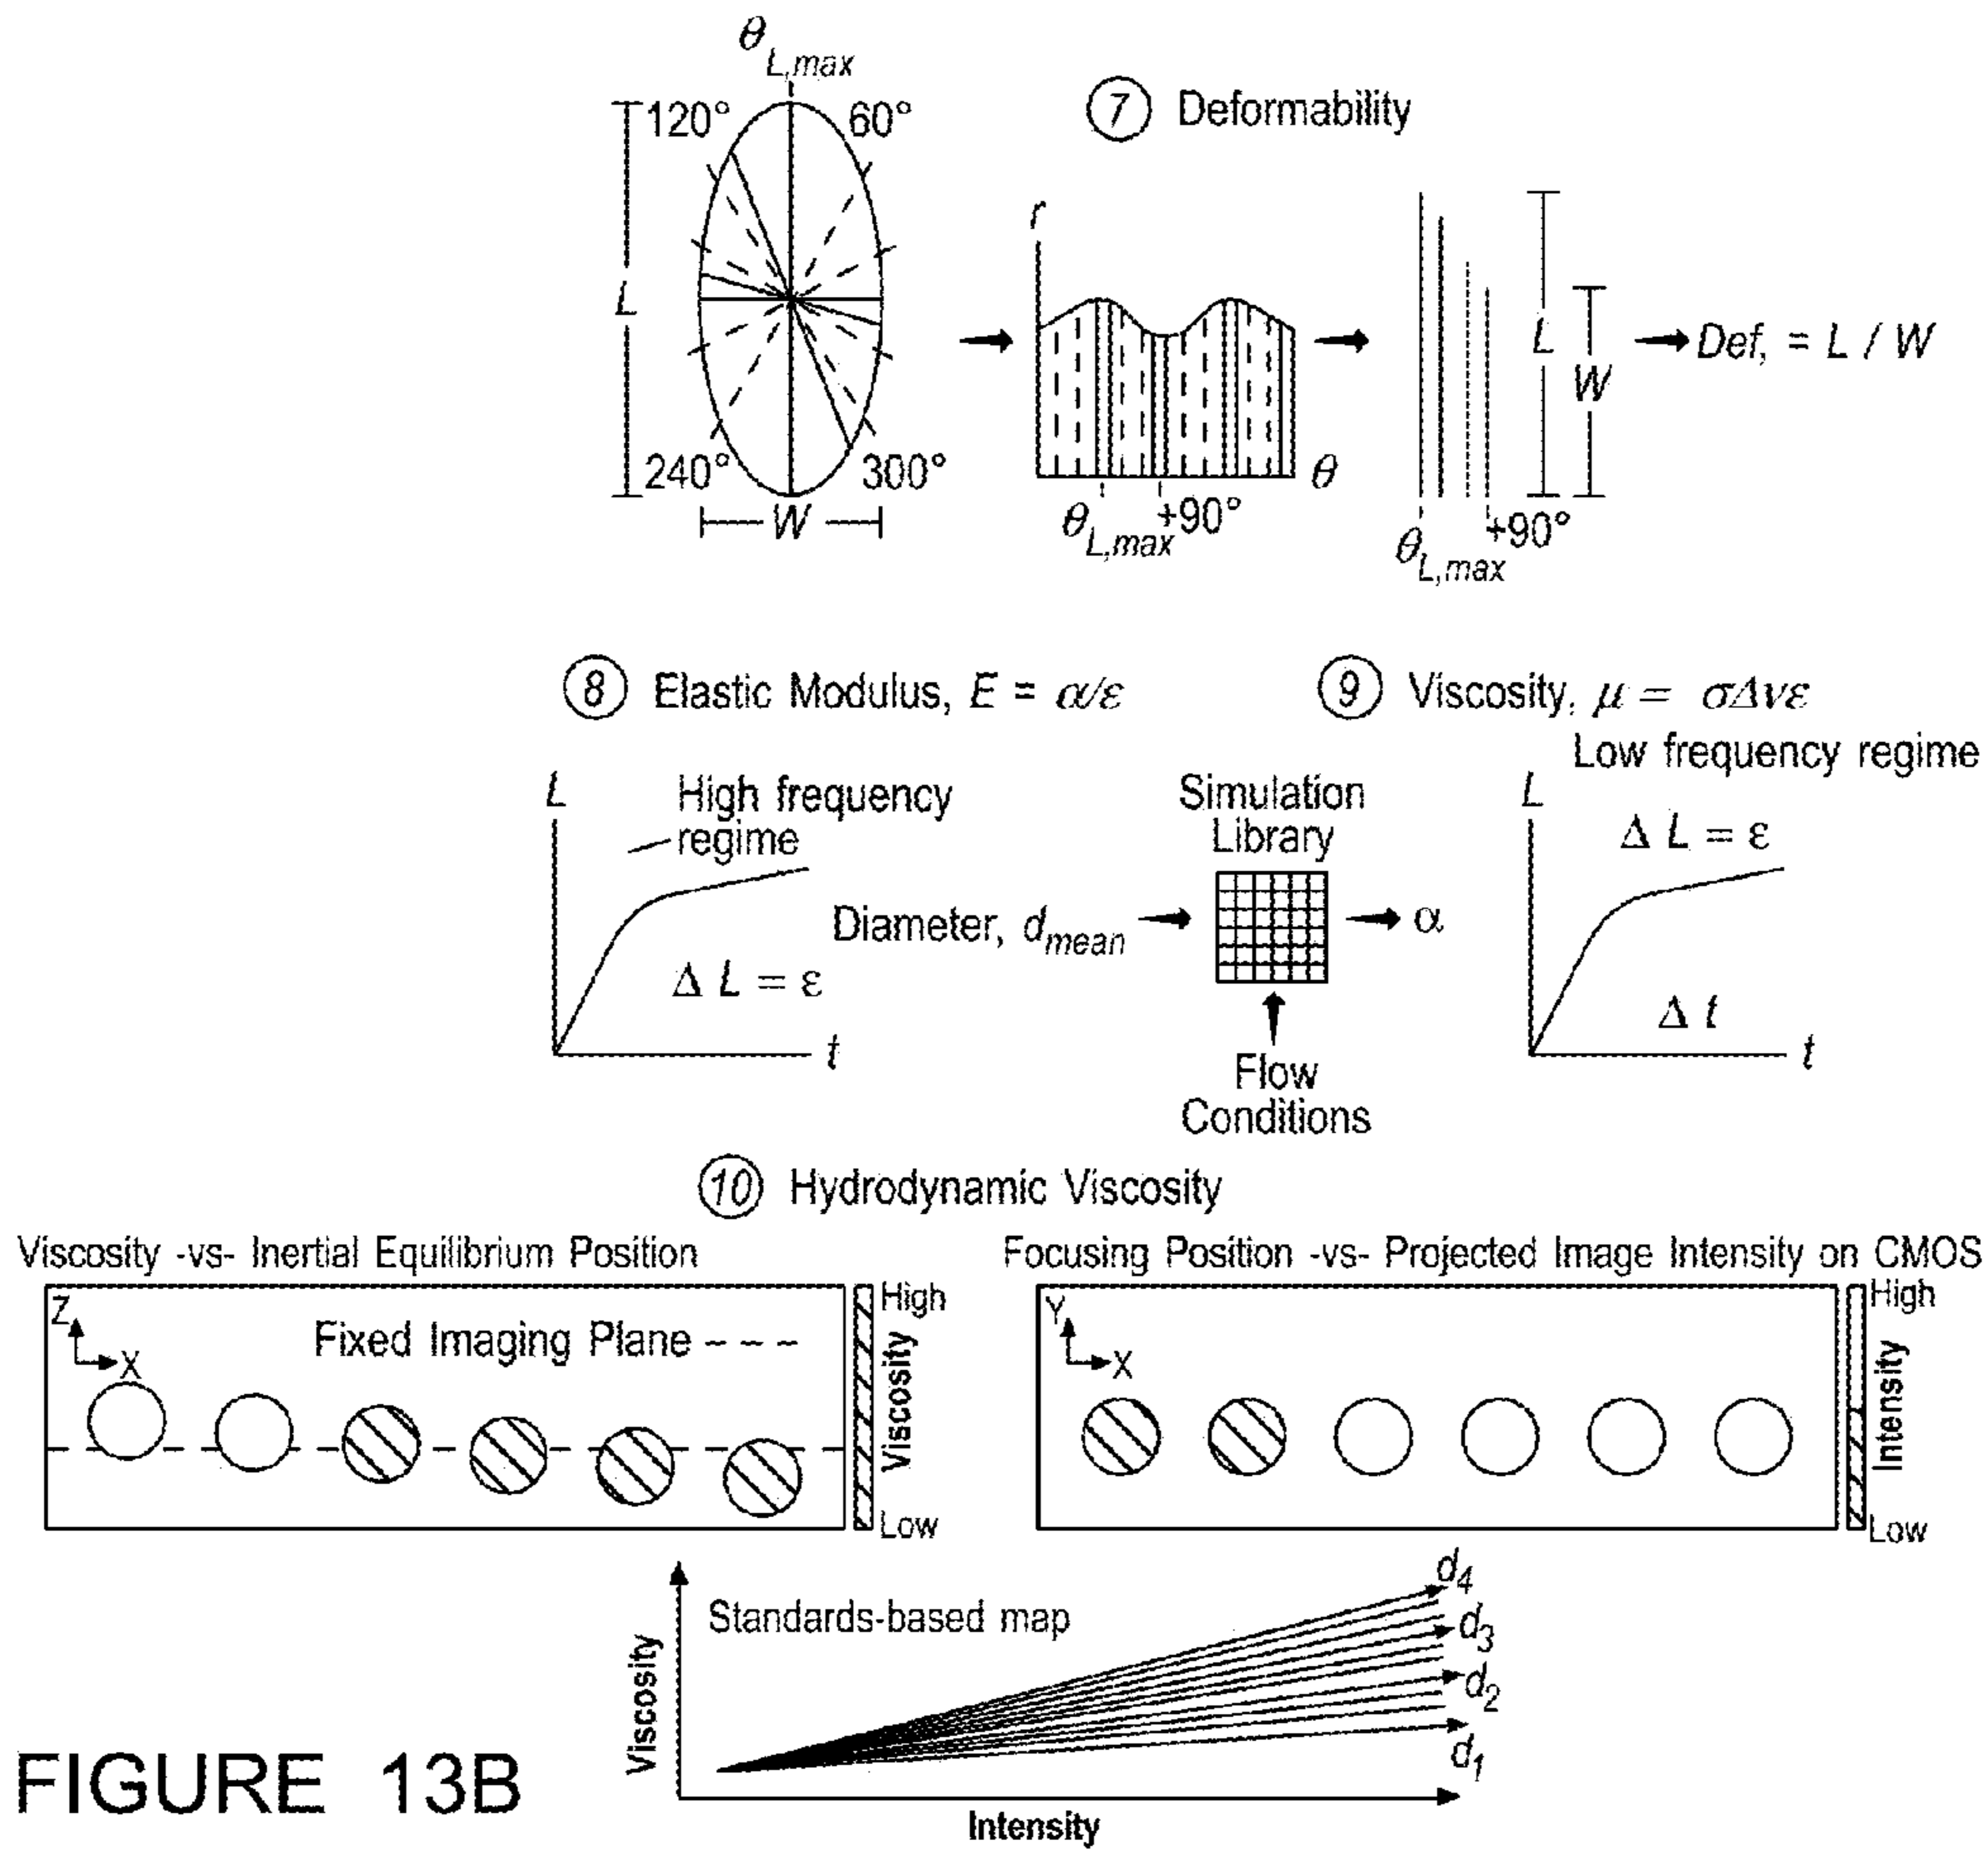 θL,max
120° 60°
L
240° 300°
W
⑦ Deformability
r
θ
θL,max +90°
L
W
θL,max +90°
Def, = L / W
⑧ Elastic Modulus, E = α/ε
L
High frequency
regime
Δ L = ε
t
Diameter, dmean
Simulation
Library
α
Flow
Conditions
⑨ Viscosity, μ = σΔvε
Low frequency regime
L
Δ L = ε
Δ t
t
⑩ Hydrodynamic Viscosity
Viscosity -vs- Inertial Equilibrium Position
Z
X
Fixed Imaging Plane - - -
High
Viscosity
Low
Focusing Position -vs- Projected Image Intensity on CMOS
Y
X
High
Intensity
Low
Viscosity
Standards-based map
d4
d3
d2
d1
Intensity
FIGURE 13B